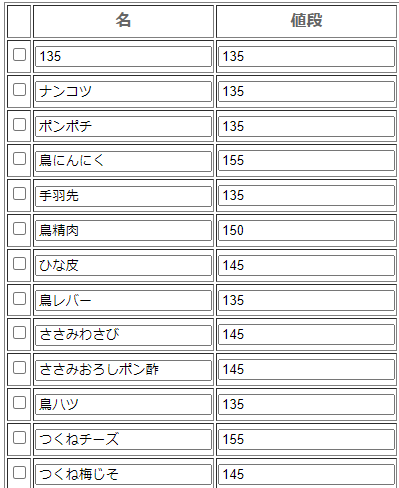 名 値段
135 135
ナンコツ 135
ポンポチ 135
鳥にんにく 155
手羽先 135
鳥精肉 150
ひな皮 145
鳥レバー 135
ささみわさび 145
ささみおろしポン酢 145
鳥ハツ 135
つくねチーズ 155
つくね梅じそ 145